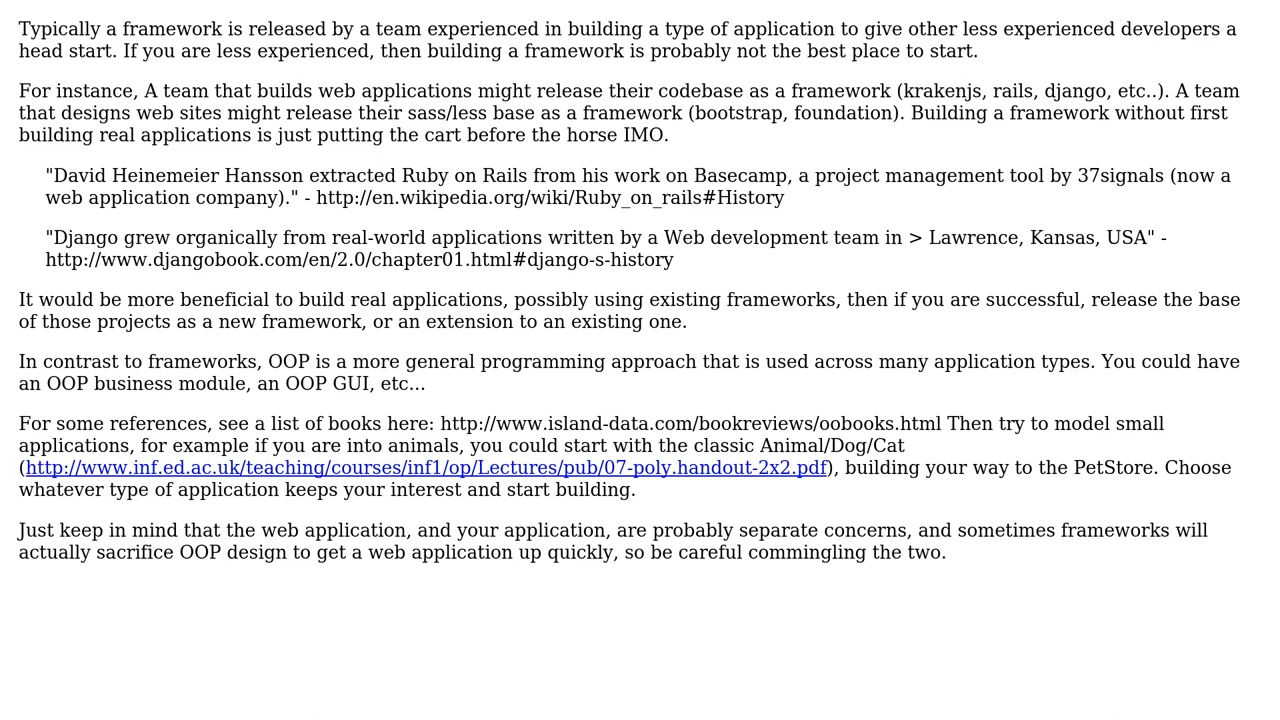 Typically a framework is released by a team experienced in building a type of application to give other less experienced developers a
head start. If you are less experienced, then building a framework is probably not the best place to start.
For instance, A team that builds web applications might release their codebase as a framework (krakenjs, rails, django, etc..). A team
that designs web sites might release their sass/less base as a framework (bootstrap, foundation). Building a framework without first
building real applications is just putting the cart before the horse IMO.
"David Heinemeier Hansson extracted Ruby on Rails from his work on Basecamp, a project management tool by 37signals (now a
web application company)." - http://en.wikipedia.org/wiki/Ruby_on_rails#History
"Django grew organically from real-world applications written by a Web development team in > Lawrence, Kansas, USA" -
http://www.djangobook.com/en/2.0/chapter01.html#django-s-history
It would be more beneficial to build real applications, possibly using existing frameworks, then if you are successful, release the base
of those projects as a new framework, or an extension to an existing one.
In contrast to frameworks, OOP is a more general programming approach that is used across many application types. You could have
an OOP business module, an OOP GUI, etc...
For some references, see a list of books here: http://www.island-data.com/bookreviews/oobooks.html Then try to model small
applications, for example if you are into animals, you could start with the classic Animal/Dog/Cat
(http://www.inf.ed.ac.uk/teaching/courses/inf1/op/Lectures/pub/07-poly.handout-2x2.pdf), building your way to the PetStore. Choose
whatever type of application keeps your interest and start building.
Just keep in mind that the web application, and your application, are probably separate concerns, and sometimes frameworks will
actually sacrifice OOP design to get a web application up quickly, so be careful commingling the two.